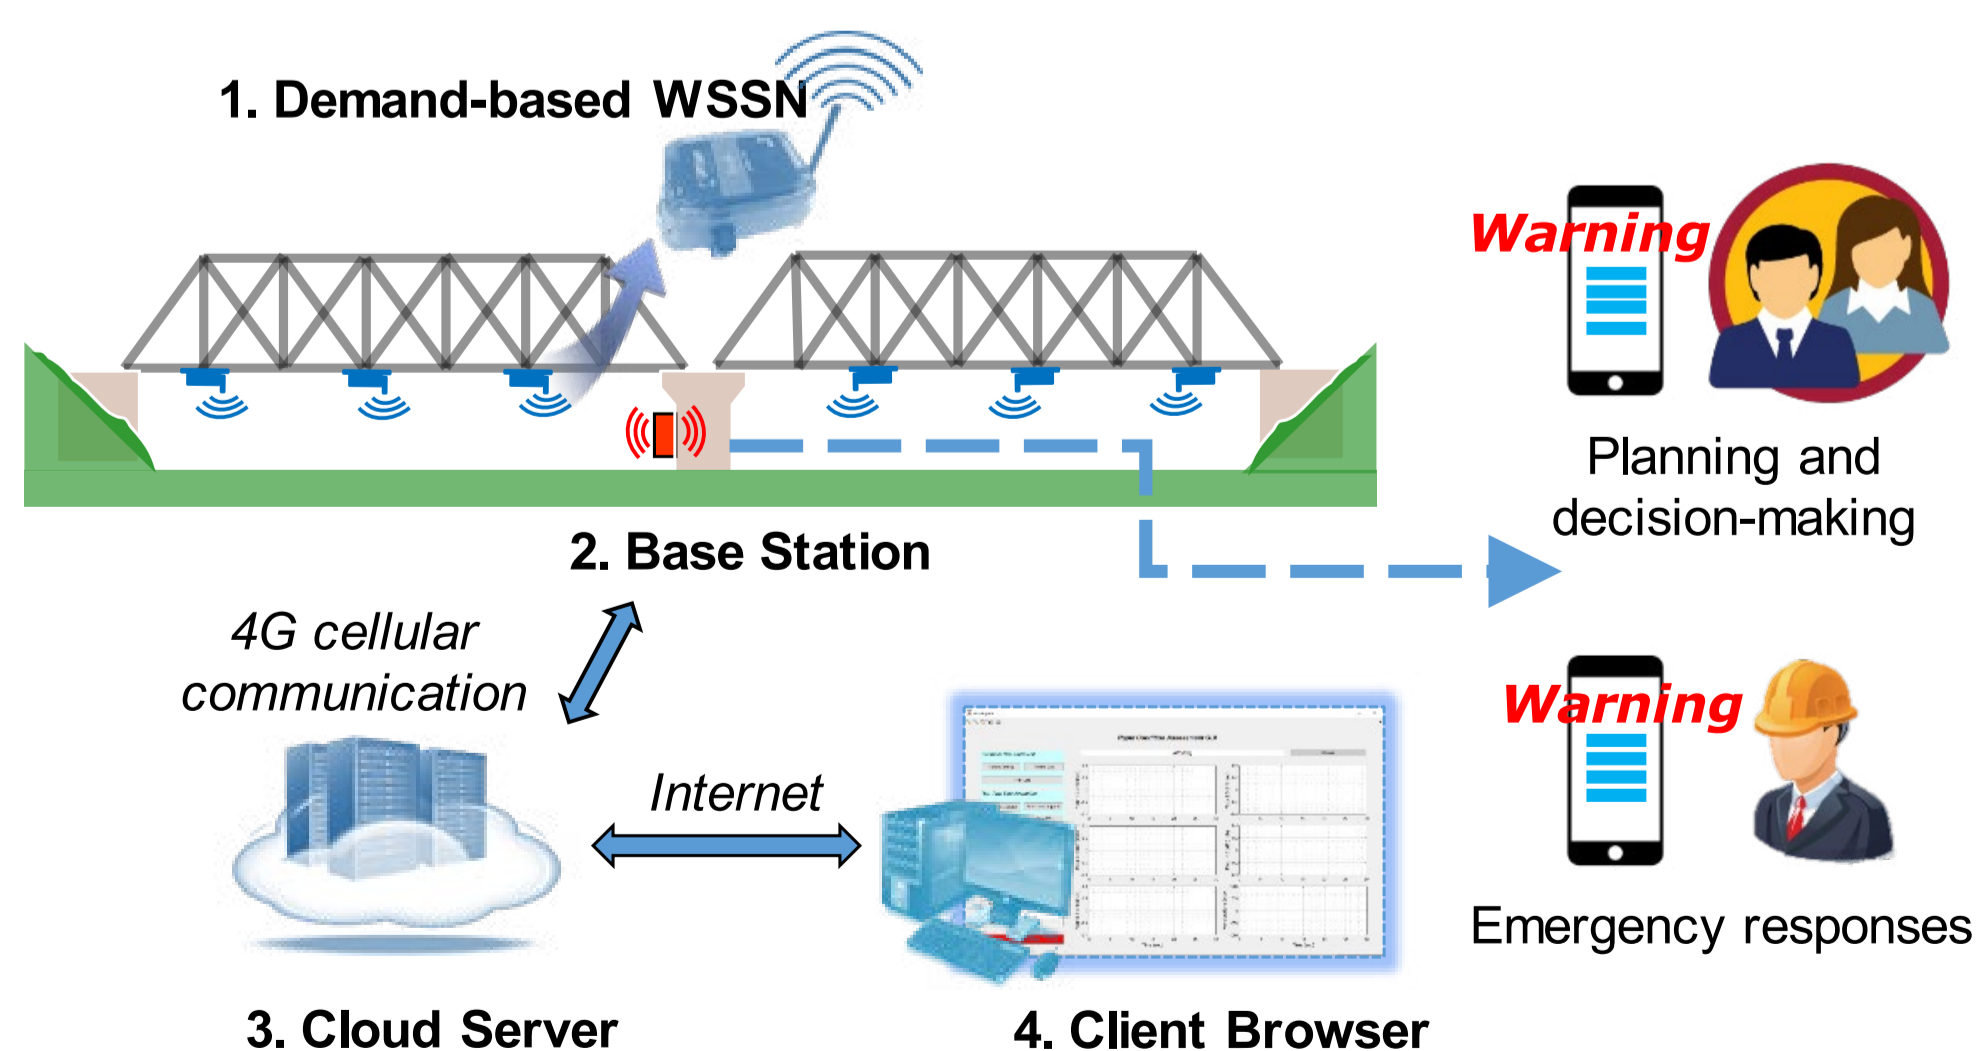 1. Demand-based WSSN
Warning
Planning and
decision-making
2. Base Station
4G cellular
communication
Internet
Warning
Emergency responses
3. Cloud Server
4. Client Browser